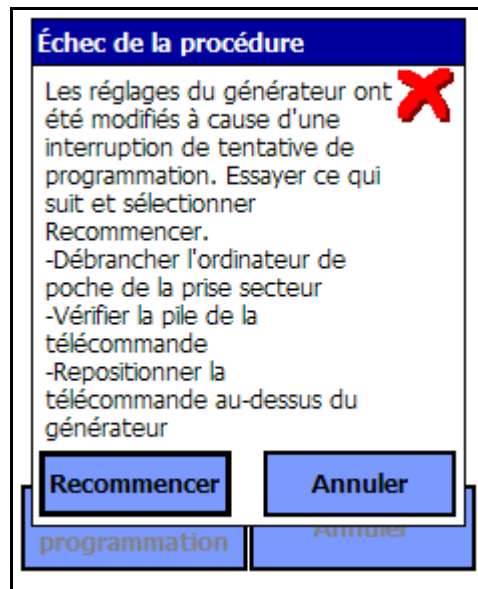 Échec de la procédure
Les réglages du générateur ont
été modifiés à cause d'une
interruption de tentative de
programmation. Essayer ce qui
suit et sélectionner
Recommencer.
-Débrancher l'ordinateur de
poche de la prise secteur
-Vérifier la pile de la
télécommande
-Repositionner la
télécommande au-dessus du
générateur
Recommencer Annuler
programmation Annuler